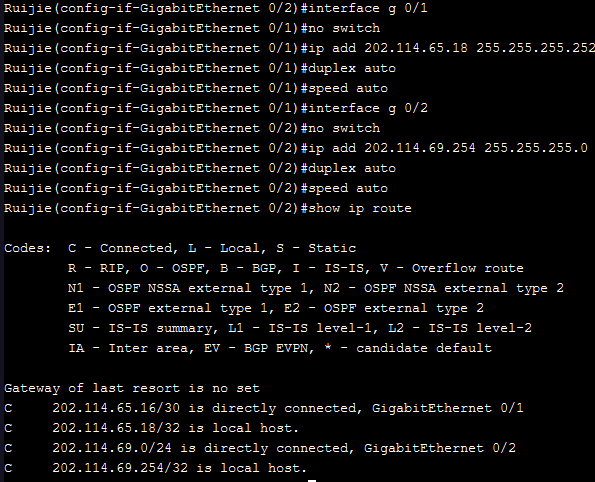 Ruijie(config-if-GigabitEthernet 0/2)#interface g 0/1
Ruijie(config-if-GigabitEthernet 0/1)#no switch
Ruijie(config-if-GigabitEthernet 0/1)#ip add 202.114.65.18 255.255.255.252
Ruijie(config-if-GigabitEthernet 0/1)#duplex auto
Ruijie(config-if-GigabitEthernet 0/1)#speed auto
Ruijie(config-if-GigabitEthernet 0/1)#interface g 0/2
Ruijie(config-if-GigabitEthernet 0/2)#no switch
Ruijie(config-if-GigabitEthernet 0/2)#ip add 202.114.69.254 255.255.255.0
Ruijie(config-if-GigabitEthernet 0/2)#duplex auto
Ruijie(config-if-GigabitEthernet 0/2)#speed auto
Ruijie(config-if-GigabitEthernet 0/2)#show ip route
Codes:  C - Connected, L - Local, S - Static
R - RIP, O - OSPF, B - BGP, I - IS-IS, V - Overflow route
N1 - OSPF NSSA external type 1, N2 - OSPF NSSA external type 2
E1 - OSPF external type 1, E2 - OSPF external type 2
SU - IS-IS summary, L1 - IS-IS level-1, L2 - IS-IS level-2
IA - Inter area, EV - BGP EVPN, * - candidate default
Gateway of last resort is no set
C     202.114.65.16/30 is directly connected, GigabitEthernet 0/1
C     202.114.65.18/32 is local host.
C     202.114.69.0/24 is directly connected, GigabitEthernet 0/2
C     202.114.69.254/32 is local host.